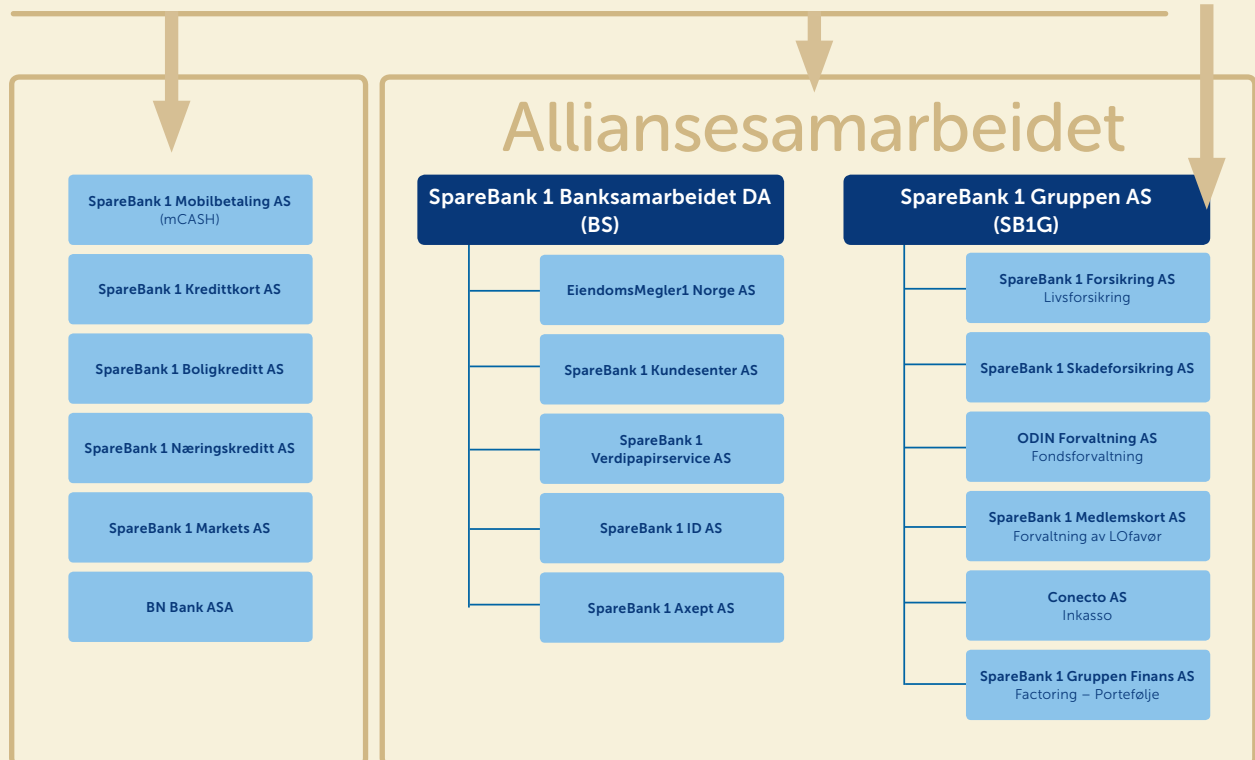 Alliansesamarbeidet
SpareBank 1 Mobilbetaling AS
(mCASH)
SpareBank 1 Kredittkort AS
SpareBank 1 Boligkreditt AS
SpareBank 1 Næringskreditt AS
SpareBank 1 Markets AS
BN Bank ASA
SpareBank 1 Banksamarbeidet DA
(BS)
EiendomsMegler1 Norge AS
SpareBank 1 Kundesenter AS
SpareBank 1
Verdipapirservice AS
SpareBank 1 ID AS
SpareBank 1 Axept AS
SpareBank 1 Gruppen AS
(SB1G)
SpareBank 1 Forsikring AS
Livsforsikring
SpareBank 1 Skadeforsikring AS
ODIN Forvaltning AS
Fondsforvaltning
SpareBank 1 Medlemskort AS
Forvaltning av LOfavør
Conecto AS
Inkasso
SpareBank 1 Gruppen Finans AS
Factoring – Portefølje